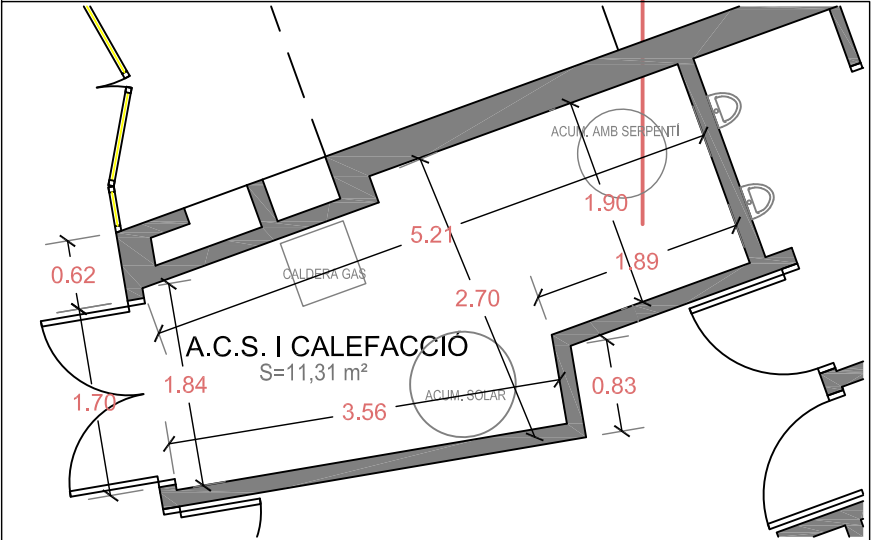 ACUM. AMB SERPENTÍ
1.90
5.21
1.89
0.62
CALDERA GAS
2.70
A.C.S. I CALEFACCIÓ
S=11,31 m²
1.84
1.70
ACUM. SOLAR
0.83
3.56